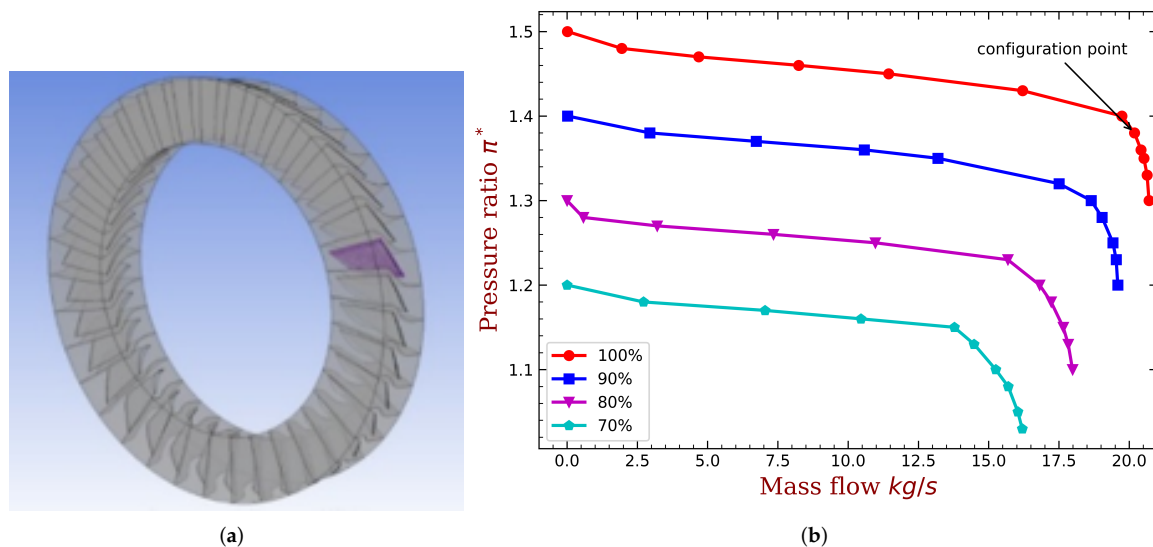 1.5
1.4
1.3
1.2
1.1
Pressure ratio π*
configuration point
100%
90%
80%
70%
0.0 2.5 5.0 7.5 10.0 12.5 15.0 17.5 20.0
Mass flow kg/s
(a)
(b)